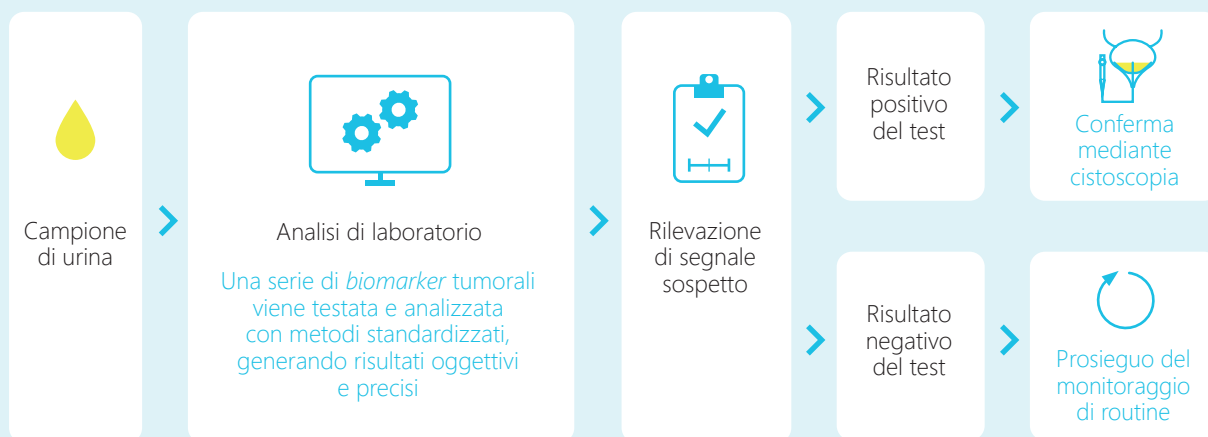 Campione
di urina
Analisi di laboratorio
Una serie di biomarker tumorali
viene testata e analizzata
con metodi standardizzati,
generando risultati oggettivi
e precisi
Rilevazione
di segnale
sospetto
Risultato
positivo
del test
Conferma
mediante
cistoscopia
Risultato
negativo
del test
Prosieguo del
monitoraggio
di routine